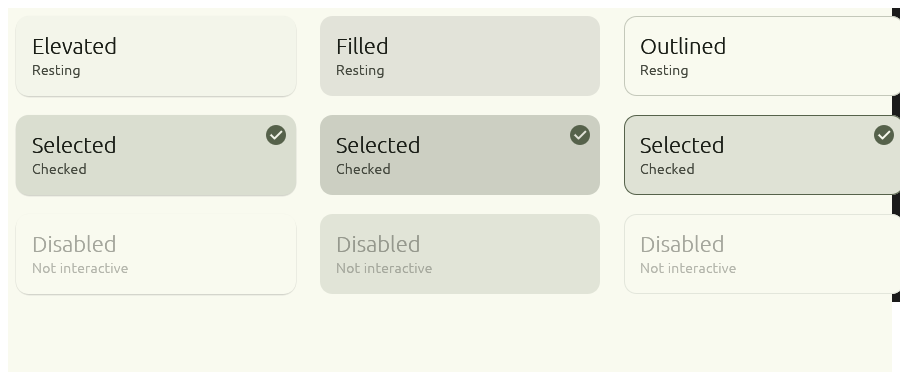 Elevated
Resting
Filled
Resting
Outlined
Resting
Selected
Checked
Selected
Checked
Selected
Checked
Disabled
Not interactive
Disabled
Not interactive
Disabled
Not interactive